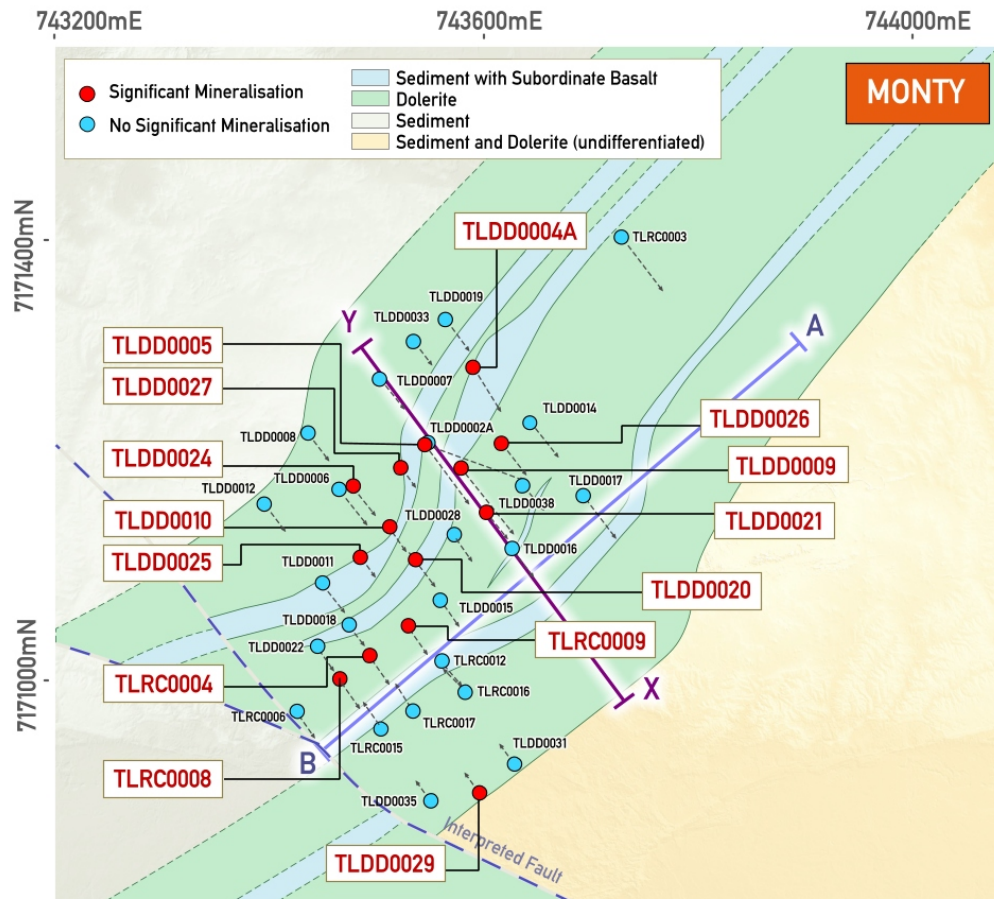 743200mE
743600mE
744000mE
Significant Mineralisation
No Significant Mineralisation
Sediment with Subordinate Basalt
Dolerite
Sediment
Sediment and Dolerite (undifferentiated)
MONTY
7171400mN
7171000mN
TLDD0004A
TLRC0003
TLDD0019
TLDD0033
Y
A
TLDD0005
TLDD0027
TLDD0007
TLDD0014
TLDD0026
TLDD0002A
TLDD0008
TLDD0024
TLDD0006
TLDD0009
TLDD0017
TLDD0012
TLDD0038
TLDD0010
TLDD0028
TLDD0021
TLDD0016
TLDD0025
TLDD0011
TLDD0020
TLDD0015
TLDD0018
TLRC0009
TLDD0022
TLRC0012
TLRC0004
TLRC0016
X
TLRC0006
TLRC0017
TLRC0015
TLDD0031
B
TLRC0008
TLDD0035
Interpreted Fault
TLDD0029